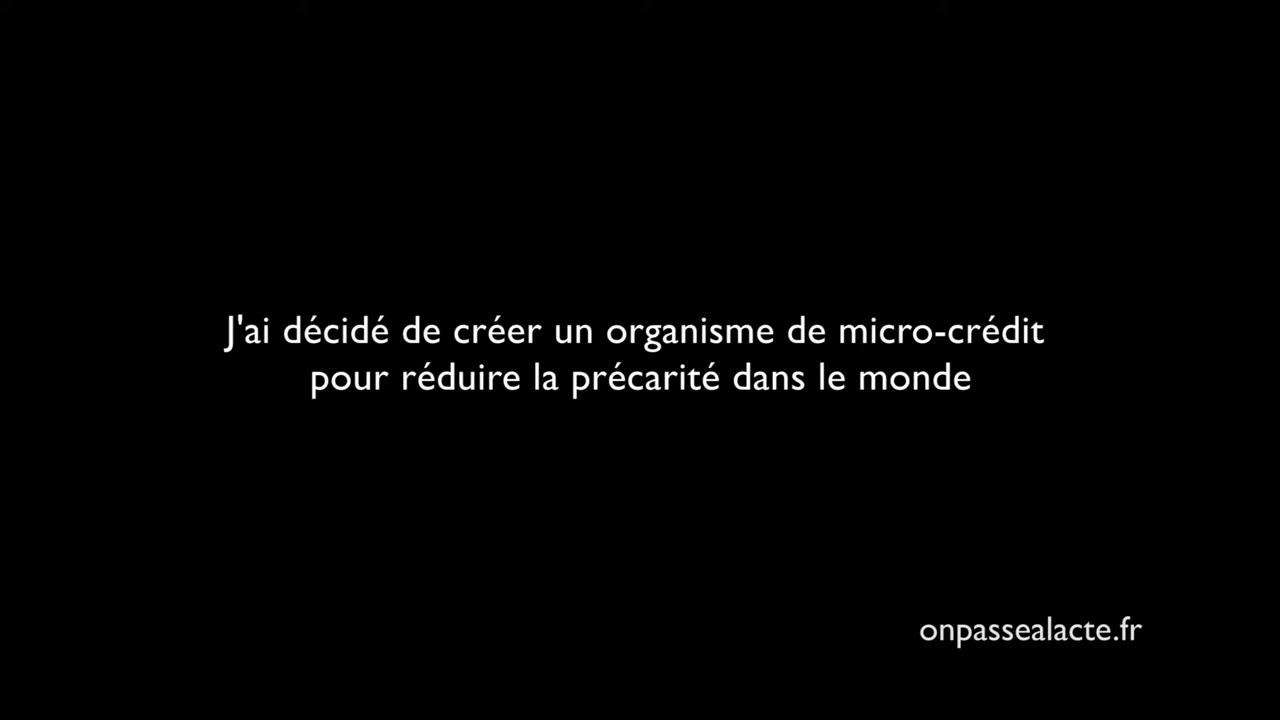 J'ai décidé de créer un organisme de micro-crédit
pour réduire la précarité dans le monde
onpassealacte.fr